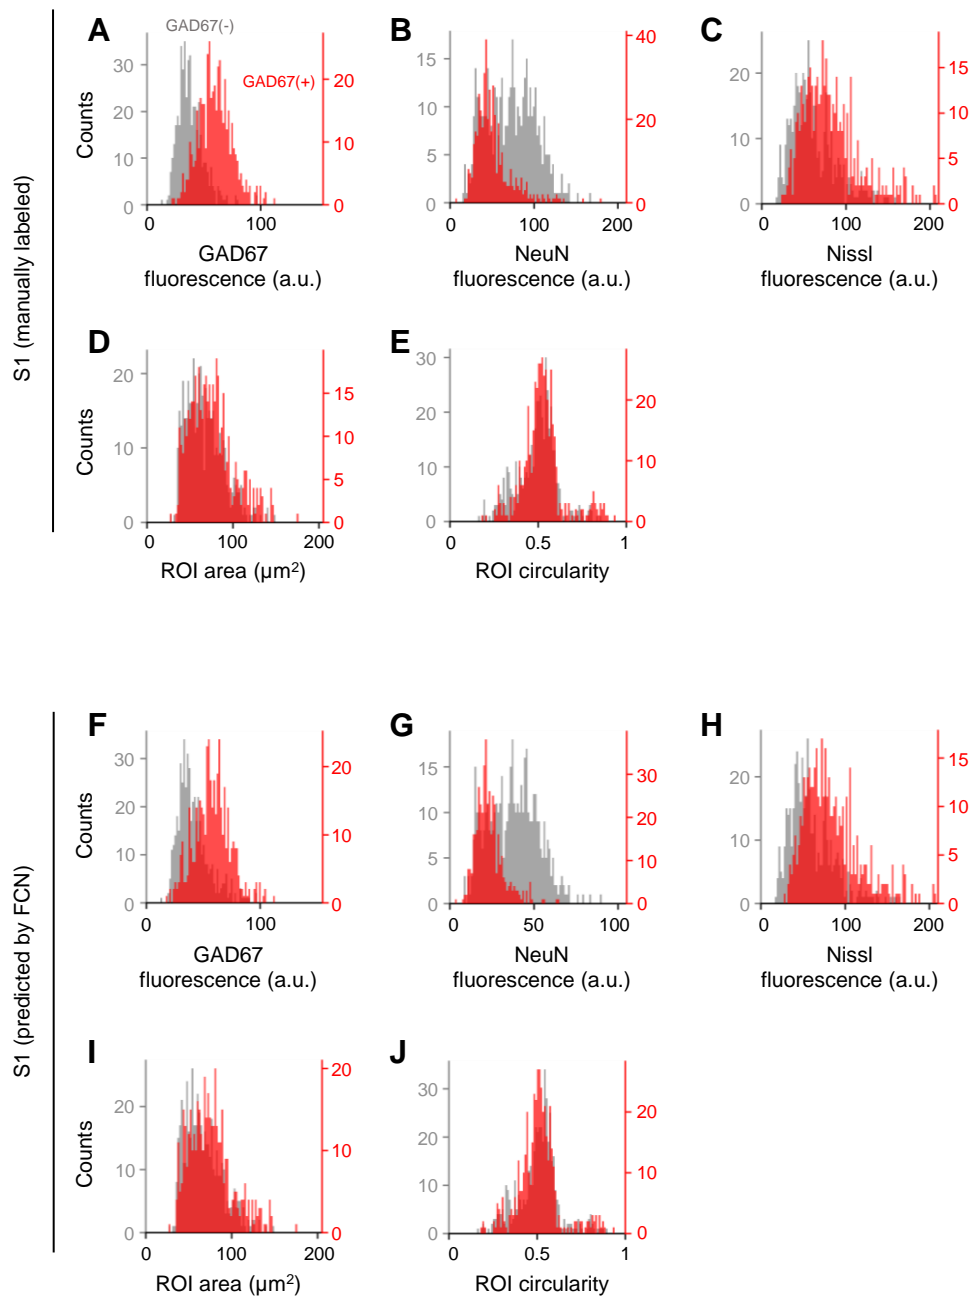 S1 (manually labeled)
A
GAD67(-)
GAD67(+)
Counts
30
20
10
0
20
10
0
100
GAD67
fluorescence (a.u.)
B
15
10
5
0
40
20
0
0
100
200
NeuN
fluorescence (a.u.)
C
20
10
0
15
10
5
0
0
100
200
Nissl
fluorescence (a.u.)
D
Counts
20
10
0
15
10
5
0
0
100
200
ROI area (µm²)
E
30
20
10
0
20
10
0
0
0.5
1
ROI circularity
S1 (predicted by FCN)
F
Counts
30
20
10
0
20
10
0
0
100
GAD67
fluorescence (a.u.)
G
15
10
5
0
30
20
10
0
0
50
100
NeuN
fluorescence (a.u.)
H
20
10
0
15
10
5
0
0
100
200
Nissl
fluorescence (a.u.)
I
Counts
20
10
0
20
10
0
0
100
200
ROI area (µm²)
J
30
20
10
0
20
10
0
0
0.5
1
ROI circularity